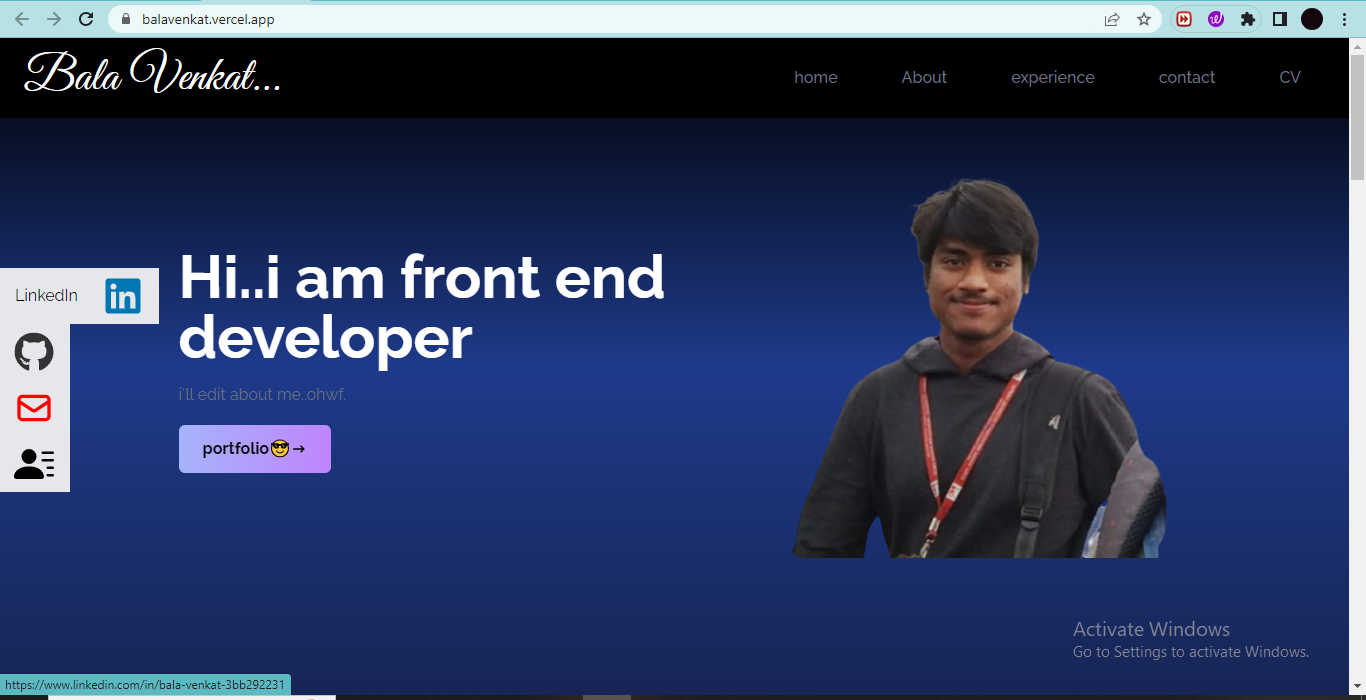 balavenkat.vercel.app
Bala Venkat...
home About experience contact CV
Hi..i am front end
developer
LinkedIn
in
i'll edit about me..ohwf.
portfolio😎→
Activate Windows
Go to Settings to activate Windows.
https://www.linkedin.com/in/bala-venkat-3bb292231